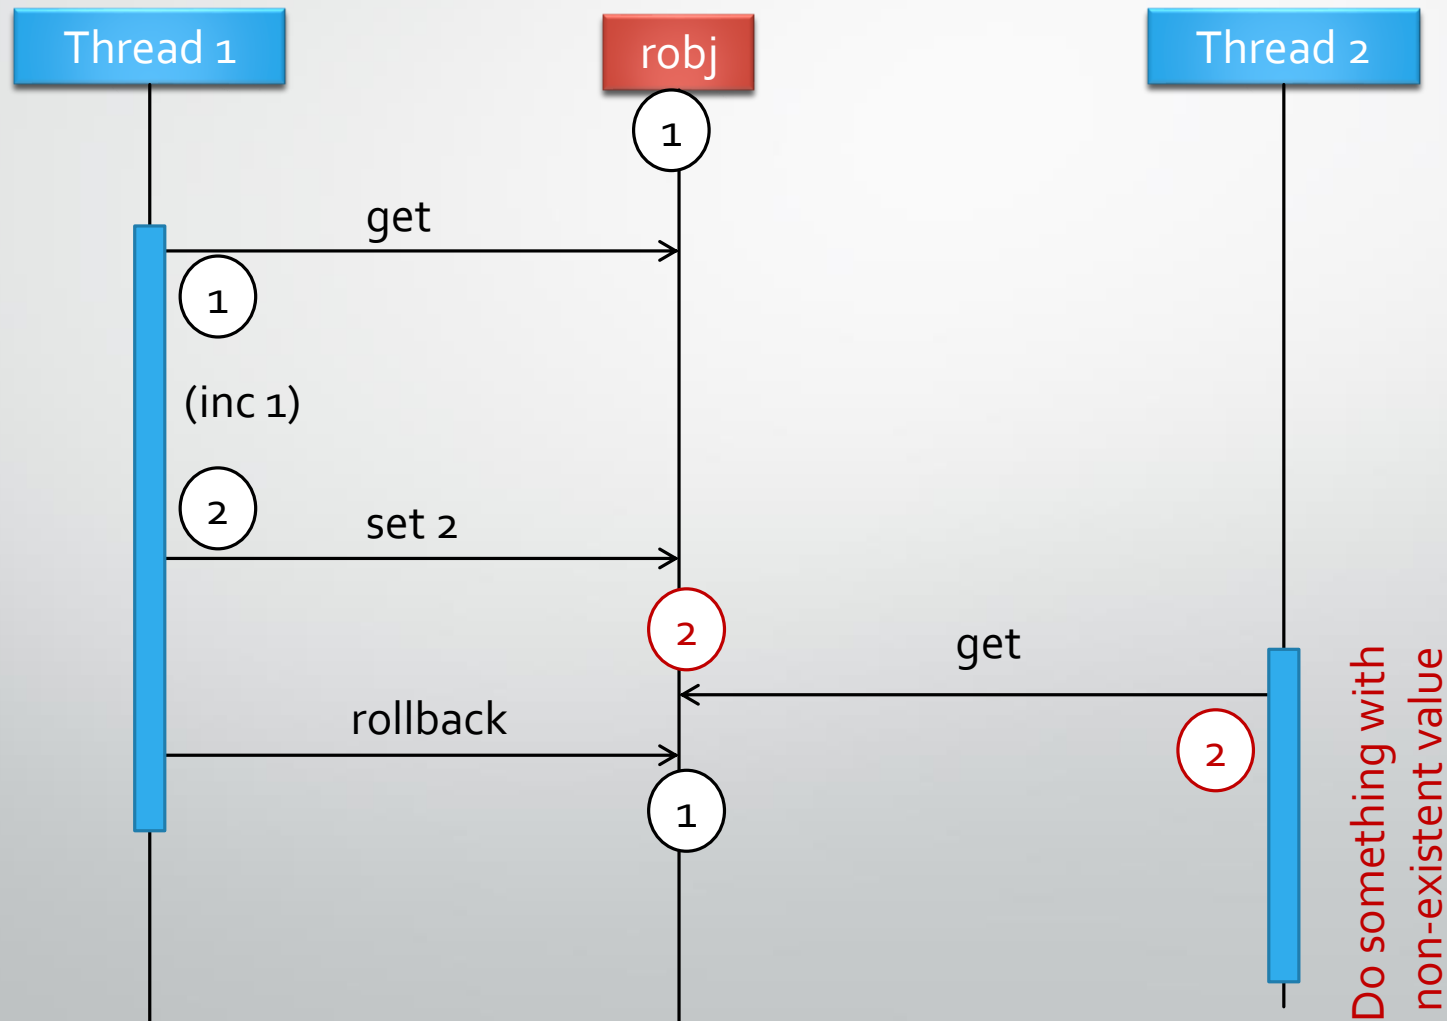 Thread 1
robj
Thread 2
1
get
1
(inc 1)
2
set 2
2
get
rollback
2
1
Do something with
non-existent value